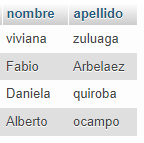 nombre apellido
viviana zuluaga
Fabio Arbelaez
Daniela quiroba
Alberto ocampo